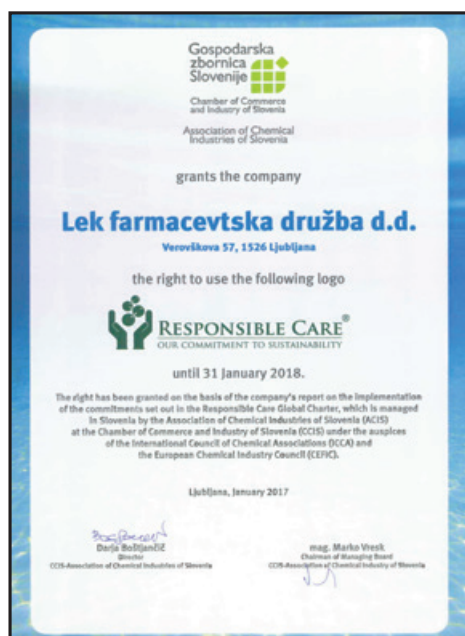 Gospodarska
zbornica
Slovenije
Chamber of Commerce
and Industry of Slovenia
Association of Chemical
Industries of Slovenia
grants the company
Lek farmacevtska družba d.d.
Verovškova 57, 1526 Ljubljana
the right to use the following logo
RESPONSIBLE CARE®
OUR COMMITMENT TO SUSTAINABILITY
until 31 January 2018.
The right has been granted on the basis of the company's report on the implementation
of the commitments set out in the Responsible Care Global Charter, which is managed
in Slovenia by the Association of Chemical Industries of Slovenia (ACIS)
at the Chamber of Commerce and Industry of Slovenia (CCIS) under the auspices
of the International Council of Chemical Associations (ICCA) and
the European Chemical Industry Council (CEFIC).
Ljubljana, January 2017
Darja Boštjančič
Director
CCIS-Association of Chemical Industries of Slovenia
mag. Marko Vresk
Chairman of Managing Board
CCIS-Association of Chemical Industry of Slovenia